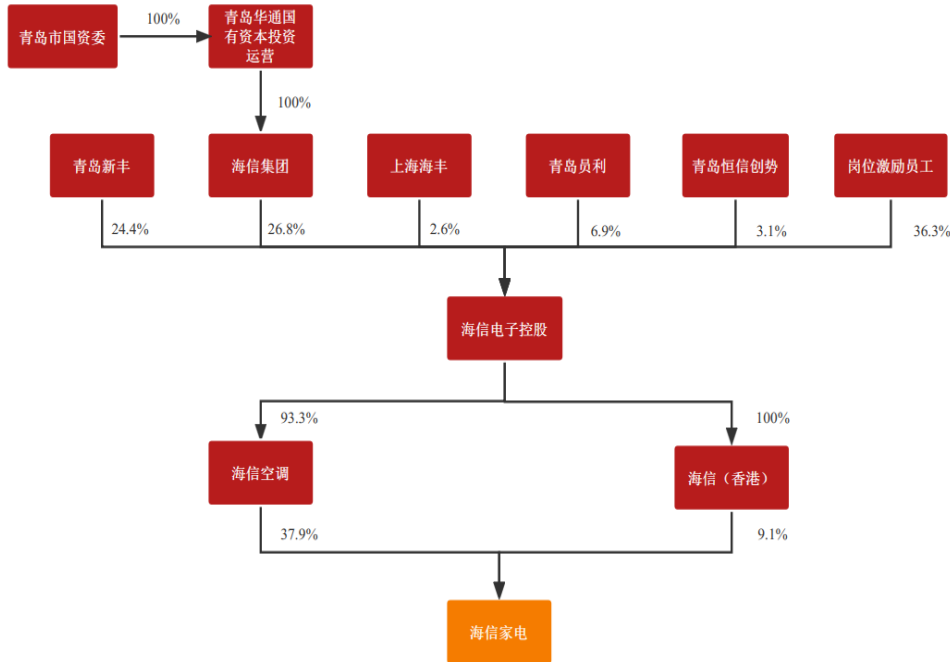 青岛市国资委
100%
青岛华通国
有资本投资
运营
100%
青岛新丰
海信集团
上海海丰
青岛员利
青岛恒信创势
岗位激励员工
24.4%
26.8%
2.6%
6.9%
3.1%
36.3%
海信电子控股
93.3%
100%
海信空调
海信（香港）
37.9%
9.1%
海信家电